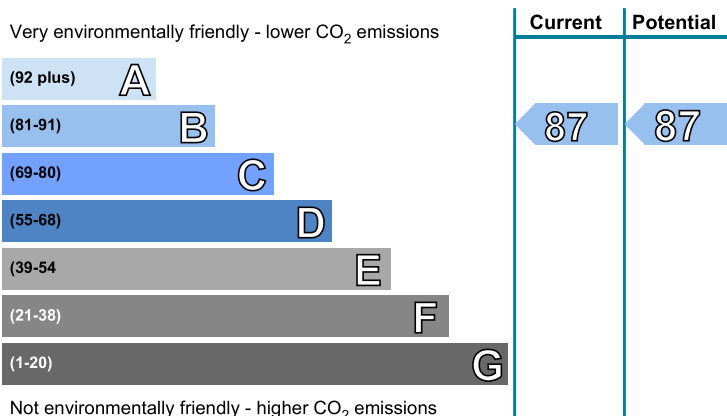 Very environmentally friendly - lower CO2 emissions
Current
Potential
(92 plus) A
(81-91) B
87
87
(69-80) C
(55-68) D
(39-54 E
(21-38) F
(1-20) G
Not environmentally friendly - higher CO2 emissions